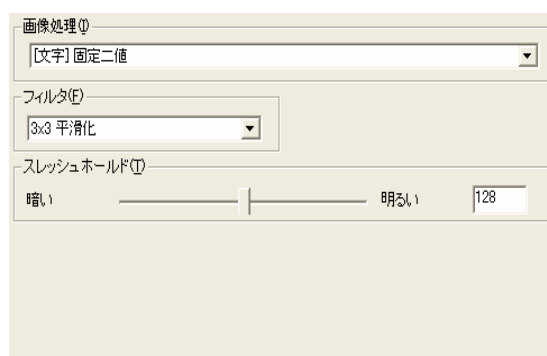 画像処理(I)
[文字] 固定二値
フィルタ(F)
3x3 平滑化
スレッシュホールド(T)
暗い 明るい 128